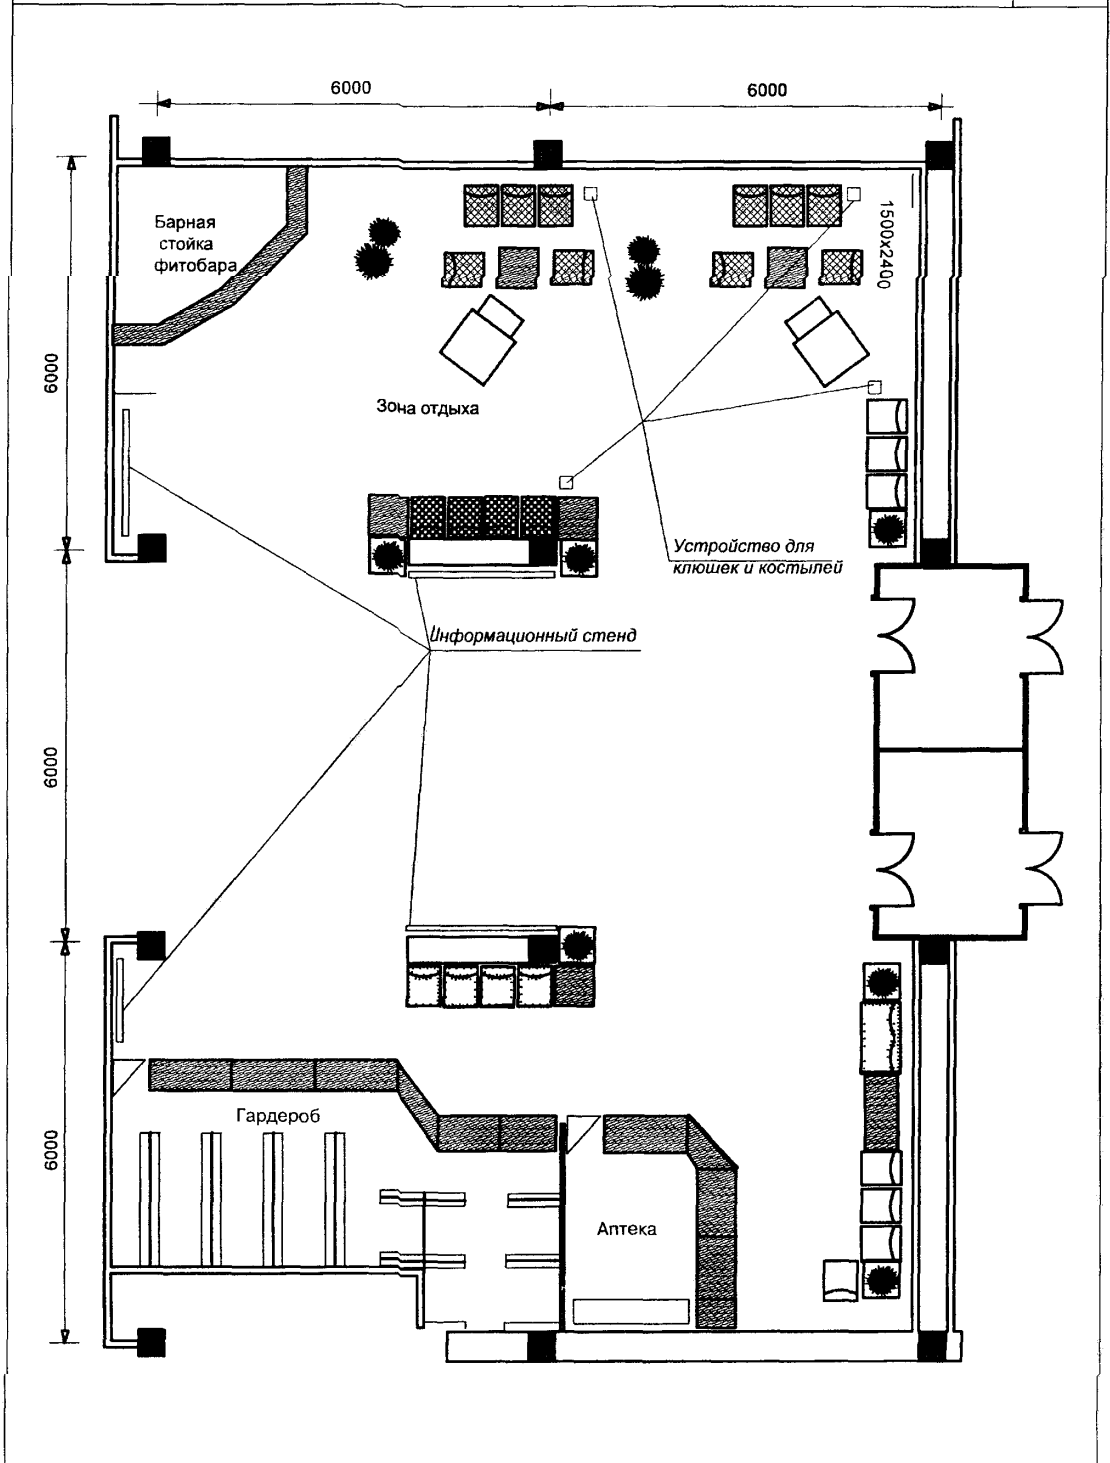 6000
6000
Барная
стойка
фитобара
1500x2400
6000
Зона отдыха
Устройство для
клюшек и костылей
Информационный стенд
6000
Гардероб
6000
Аптека